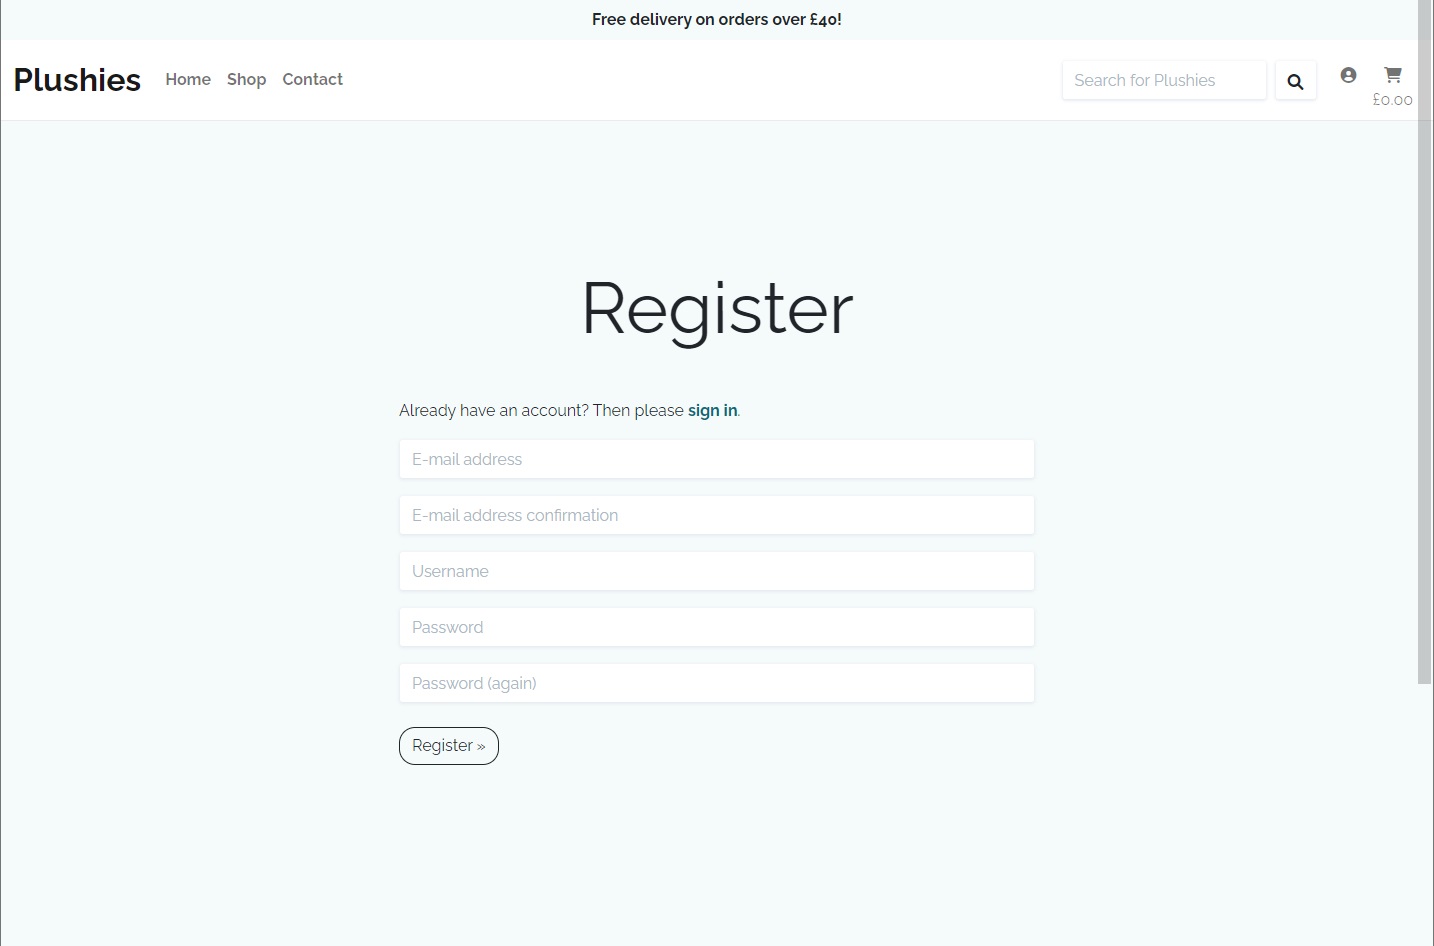 Free delivery on orders over £40!
Plushies Home Shop Contact Search for Plushies
£0.00
Register
Already have an account? Then please sign in.
E-mail address
E-mail address confirmation
Username
Password
Password (again)
Register »